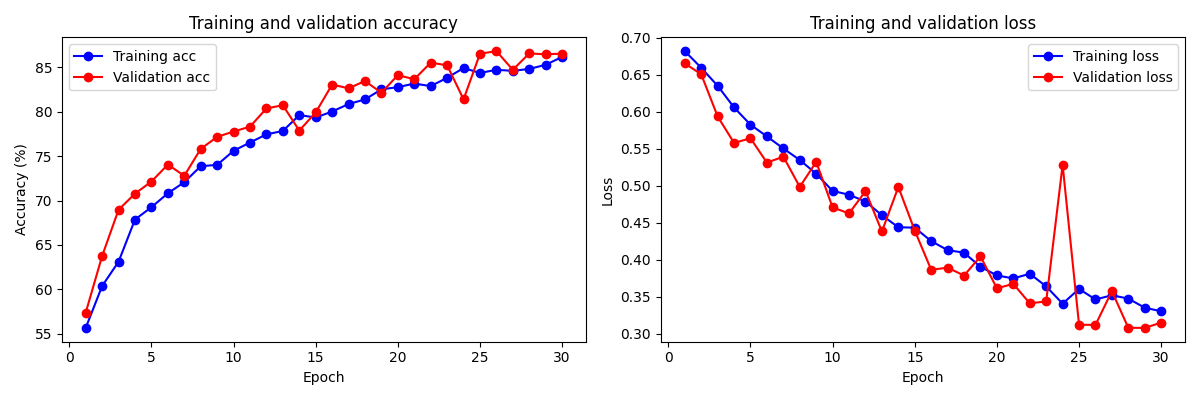 Training and validation accuracy
Training acc
Validation acc
85
80
75
70
65
60
55
Accuracy (%)
0 5 10 15 20 25 30
Epoch
Training and validation loss
Training loss
Validation loss
0.70
0.65
0.60
0.55
0.50
0.45
0.40
0.35
0.30
Loss
0 5 10 15 20 25 30
Epoch